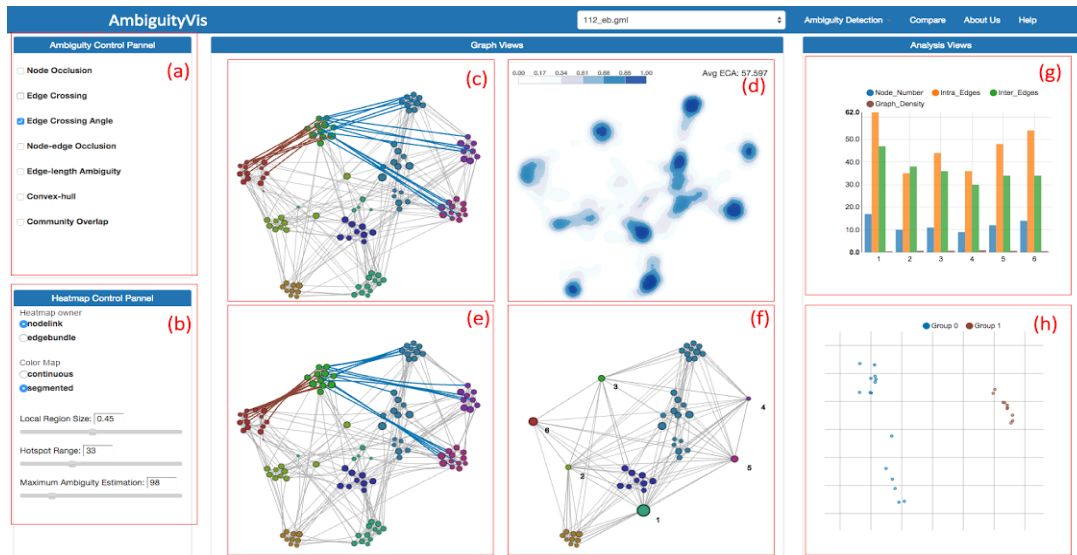 AmbiguityVis
112_eb.gml
Ambiguity Detection
Compare
About Us
Help
Ambiguity Control Pannel
(a)
Node Occlusion
Edge Crossing
Edge Crossing Angle
Node-edge Occlusion
Edge-length Ambiguity
Convex-hull
Community Overlap
Heatmap Control Pannel
(b)
Heatmap owner
nodelink
edgebundle
Color Map
continuous
segmented
Local Region Size: 0.45
Hotspot Range: 33
Maximum Ambiguity Estimation: 98
Graph Views
(c)
0.00 0.17 0.34 0.51 0.68 0.85 1.00
Avg ECA: 57.597
(d)
(e)
(f)
3
4
6
2
5
1
Analysis Views
(g)
Node_Number Intra_Edges Inter_Edges
Graph_Density
62.0
50.0
40.0
30.0
20.0
10.0
0.0
1 2 3 4 5 6
(h)
Group 0 Group 1